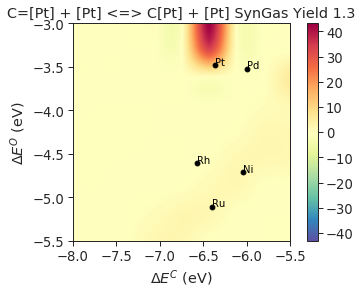 C=[Pt] + [Pt] <=> C[Pt] + [Pt] SynGas Yield 1.3
−3.0
−3.5
−4.0
−4.5
−5.0
−5.5
ΔE^O (eV)
Pt
Pd
Rh
Ni
Ru
−8.0 −7.5 −7.0 −6.5 −6.0 −5.5
ΔE^C (eV)
40
30
20
10
0
−10
−20
−30
−40